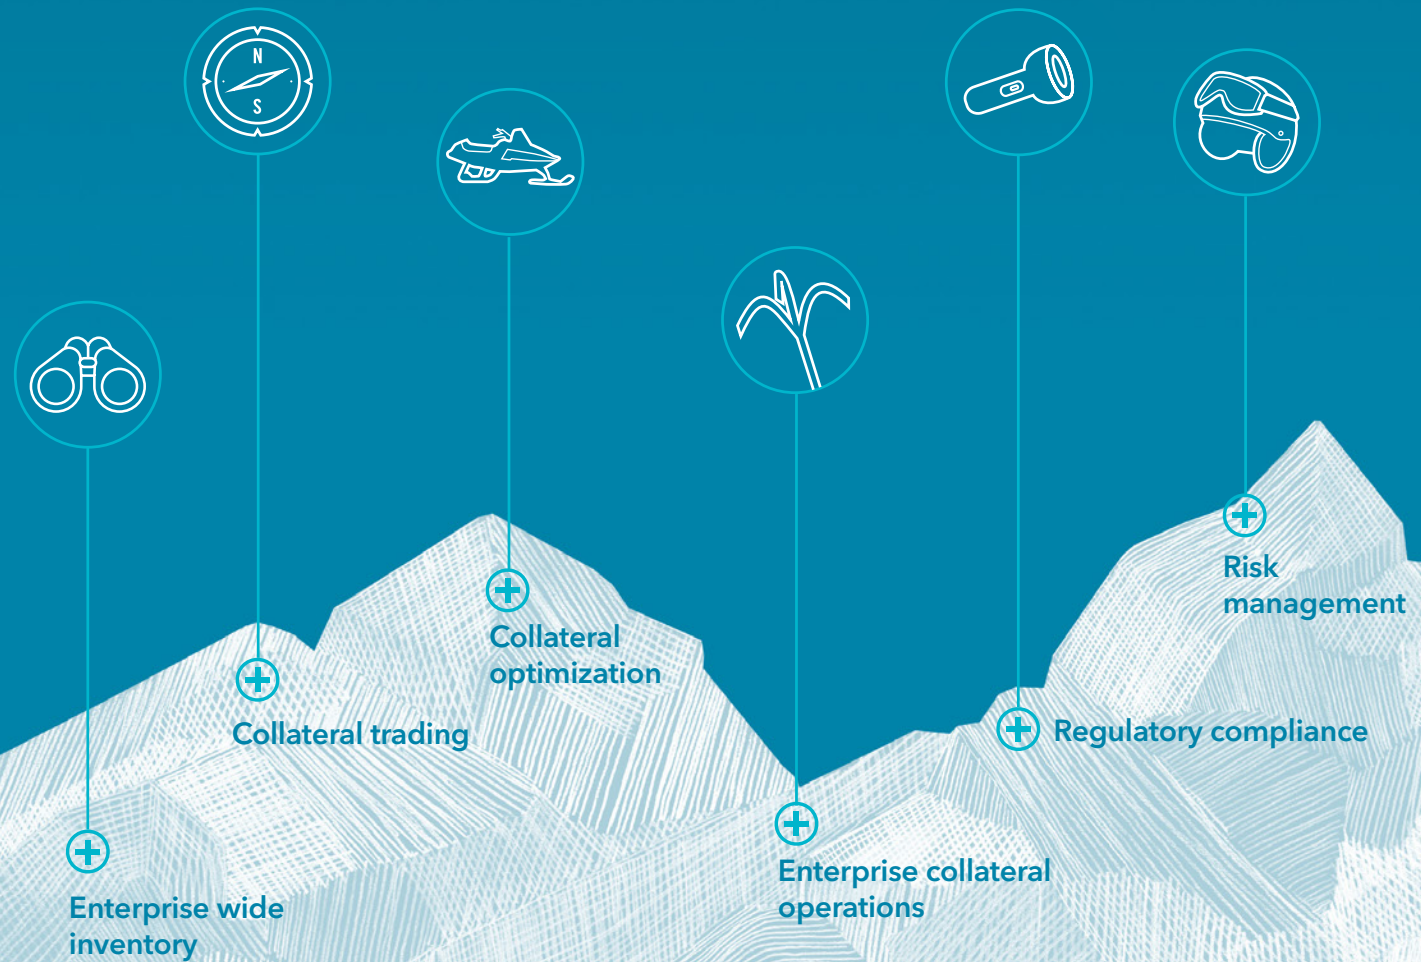 N
S
Collateral
optimization
Collateral trading
Enterprise wide
inventory
Enterprise collateral
operations
Regulatory compliance
Risk
management